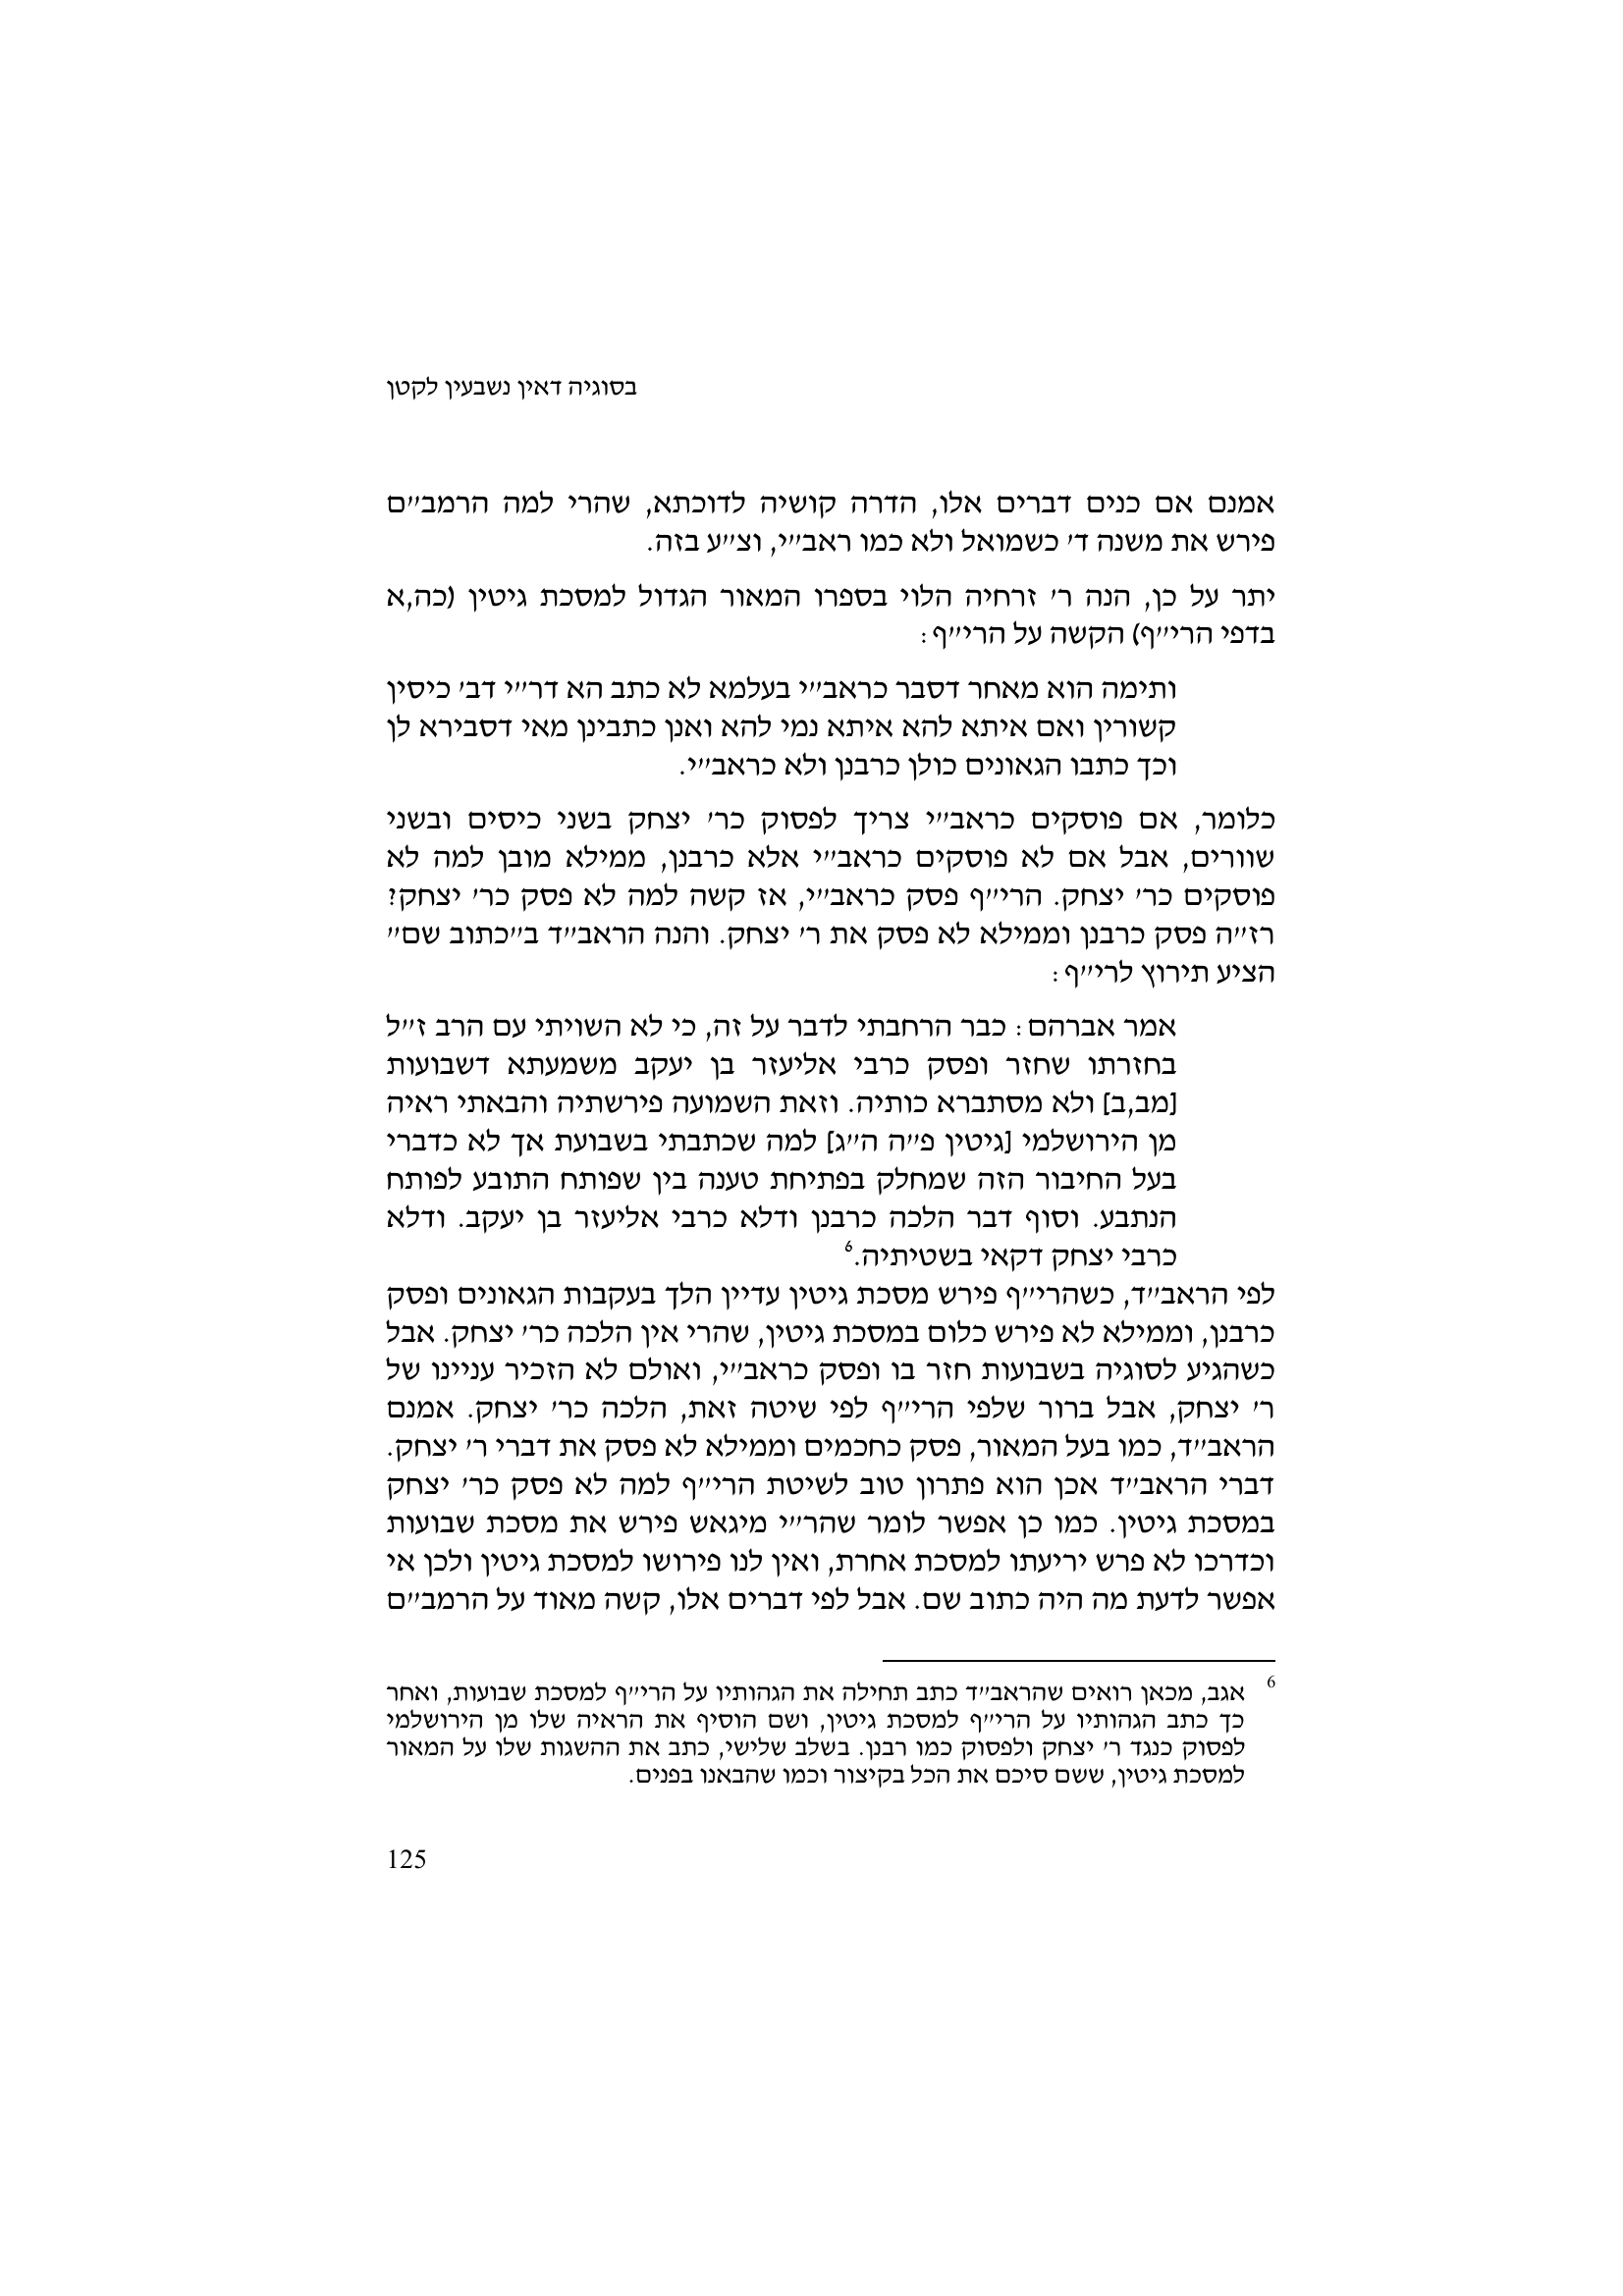 בסוגיה דאין נשבעין לקטן
אמנם אם כנים דברים אלו, הדרה קושיה לדוכתא, שהרי למה הרמב״ם
פירש את משנה ד׳ כשמואל ולא כמו ראב״י, וצ״ע בזה.
יתר על כן, הנה ר׳ זרחיה הלוי בספרו המאור הגדול למסכת גיטין (כה,א
בדפי הרי״ף) הקשה על הרי״ף:
ותימה הוא מאחר דסבר כראב״י בעלמא לא כתב הא דר״י דב׳ כיסין
קשורין ואם איתא להא איתא נמי להא ואנן כתבינן מאי דסבירא לן
וכך כתבו הגאונים כולן כרבנן ולא כראב״י.
כלומר, אם פוסקים כראב״י צריך לפסוק כר׳ יצחק בשני כיסים ובשני
שוורים, אבל אם לא פוסקים כראב״י אלא כרבנן, ממילא מובן למה לא
פוסקים כר׳ יצחק. הרי״ף פסק כראב״י, אז קשה למה לא פסק כר׳ יצחק?
רז״ה פסק כרבנן וממילא לא פסק את ר׳ יצחק. והנה הראב״ד ב״כתוב שם״
הציע תירוץ לרי״ף:
אמר אברהם: כבר הרחבתי לדבר על זה, כי לא השויתי עם הרב ז״ל
בחזרתו שחזר ופסק כרבי אליעזר בן יעקב משמעתא דשבועות
[מב,ב] ולא מסתברא כותיה. וזאת השמועה פירשתיה והבאתי ראיה
מן הירושלמי [גיטין פ״ה ה״ג] למה שכתבתי בשבועת אך לא כדברי
בעל החיבור הזה שמחלק בפתיחת טענה בין שפותח התובע לפותח
הנתבע. וסוף דבר הלכה כרבנן ודלא כרבי אליעזר בן יעקב. ודלא
כרבי יצחק דקאי בשטיתיה.6
לפי הראב״ד, כשהרי״ף פירש מסכת גיטין עדיין הלך בעקבות הגאונים ופסק
כרבנן, וממילא לא פירש כלום במסכת גיטין, שהרי אין הלכה כר׳ יצחק. אבל
כשהגיע לסוגיה בשבועות חזר בו ופסק כראב״י, ואולם לא הזכיר עניינו של
ר׳ יצחק, אבל ברור שלפי הרי״ף לפי שיטה זאת, הלכה כר׳ יצחק. אמנם
הראב״ד, כמו בעל המאור, פסק כחכמים וממילא לא פסק את דברי ר׳ יצחק.
דברי הראב״ד אכן הוא פתרון טוב לשיטת הרי״ף למה לא פסק כר׳ יצחק
במסכת גיטין. כמו כן אפשר לומר שהר״י מיגאש פירש את מסכת שבועות
וכדרכו לא פרש יריעתו למסכת אחרת, ואין לנו פירושו למסכת גיטין ולכן אי
אפשר לדעת מה היה כתוב שם. אבל לפי דברים אלו, קשה מאוד על הרמב״ם
6 אגב, מכאן רואים שהראב״ד כתב תחילה את הגהותיו על הרי״ף למסכת שבועות, ואחר
כך כתב הגהותיו על הרי״ף למסכת גיטין, ושם הוסיף את הראיה שלו מן הירושלמי
לפסוק כנגד ר׳ יצחק ולפסוק כמו רבנן. בשלב שלישי, כתב את ההשגות שלו על המאור
למסכת גיטין, ששם סיכם את הכל בקיצור וכמו שהבאנו בפנים.
125